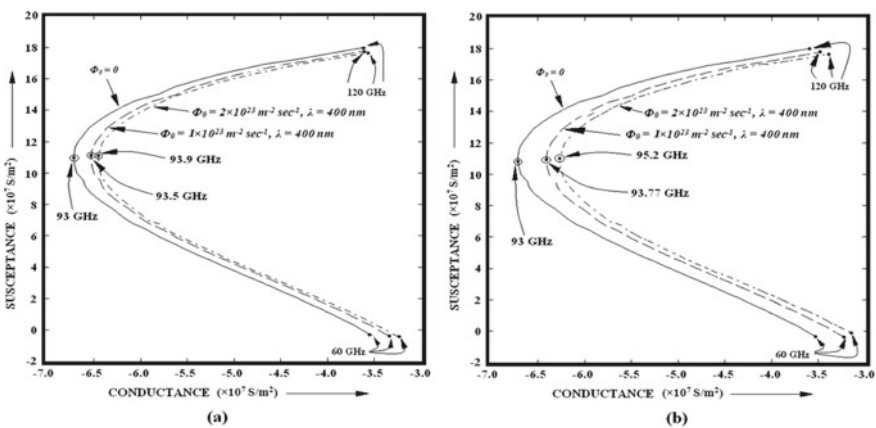 20
18
16
14
12
10
8
6
4
2
0
-2
SUSCEPTANCE (×10⁷ S/m²)
Φ₀ = 0
120 GHz
Φ₀ = 2×10²³ m⁻² sec⁻¹, λ = 400 nm
Φ₀ = 1×10²³ m⁻² sec⁻¹, λ = 400 nm
93.9 GHz
93.5 GHz
93 GHz
60 GHz
-7.0 -6.5 -6.0 -5.5 -5.0 -4.5 -4.0 -3.5 -3.0
CONDUCTANCE (×10⁷ S/m²)
(a)
20
18
16
14
12
10
8
6
4
2
0
-2
SUSCEPTANCE (×10⁷ S/m²)
Φ₀ = 0
120 GHz
Φ₀ = 2×10²³ m⁻² sec⁻¹, λ = 400 nm
Φ₀ = 1×10²³ m⁻² sec⁻¹, λ = 400 nm
95.2 GHz
93.77 GHz
93 GHz
60 GHz
-7.0 -6.5 -6.0 -5.5 -5.0 -4.5 -4.0 -3.5 -3.0
CONDUCTANCE (×10⁷ S/m²)
(b)